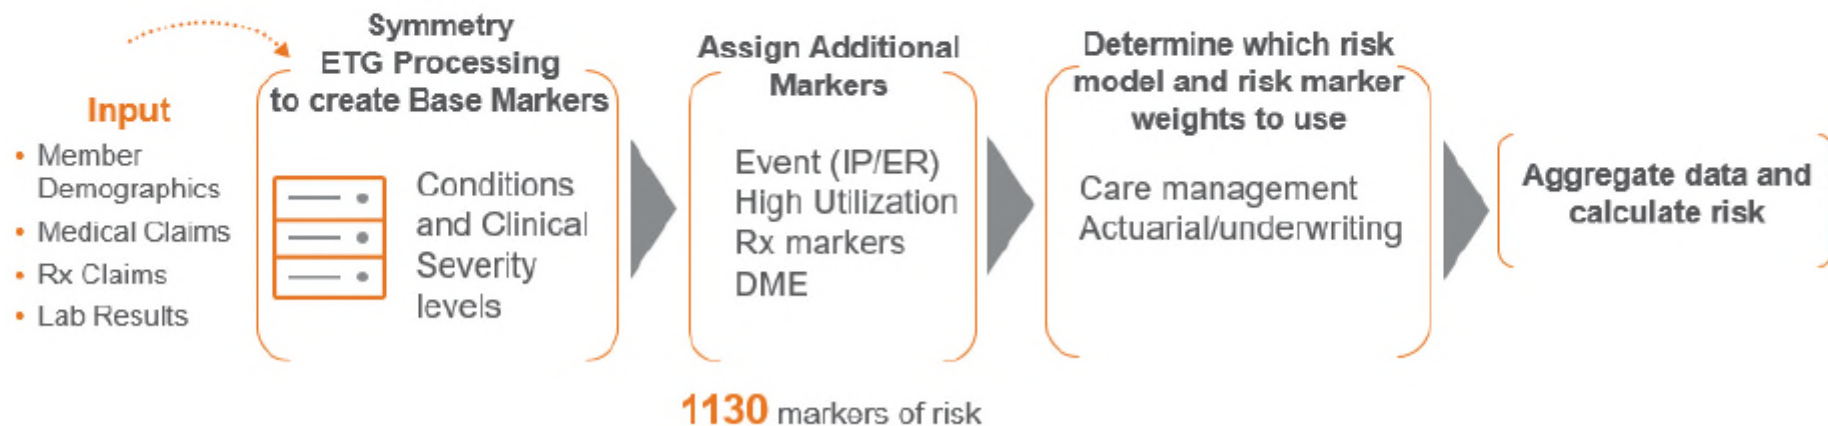 Input
• Member
Demographics
• Medical Claims
• Rx Claims
• Lab Results
Symmetry
ETG Processing
to create Base Markers
Conditions
and Clinical
Severity
levels
Assign Additional
Markers
Event (IP/ER)
High Utilization
Rx markers
DME
1130 markers of risk
Determine which risk
model and risk marker
weights to use
Care management
Actuarial/underwriting
Aggregate data and
calculate risk